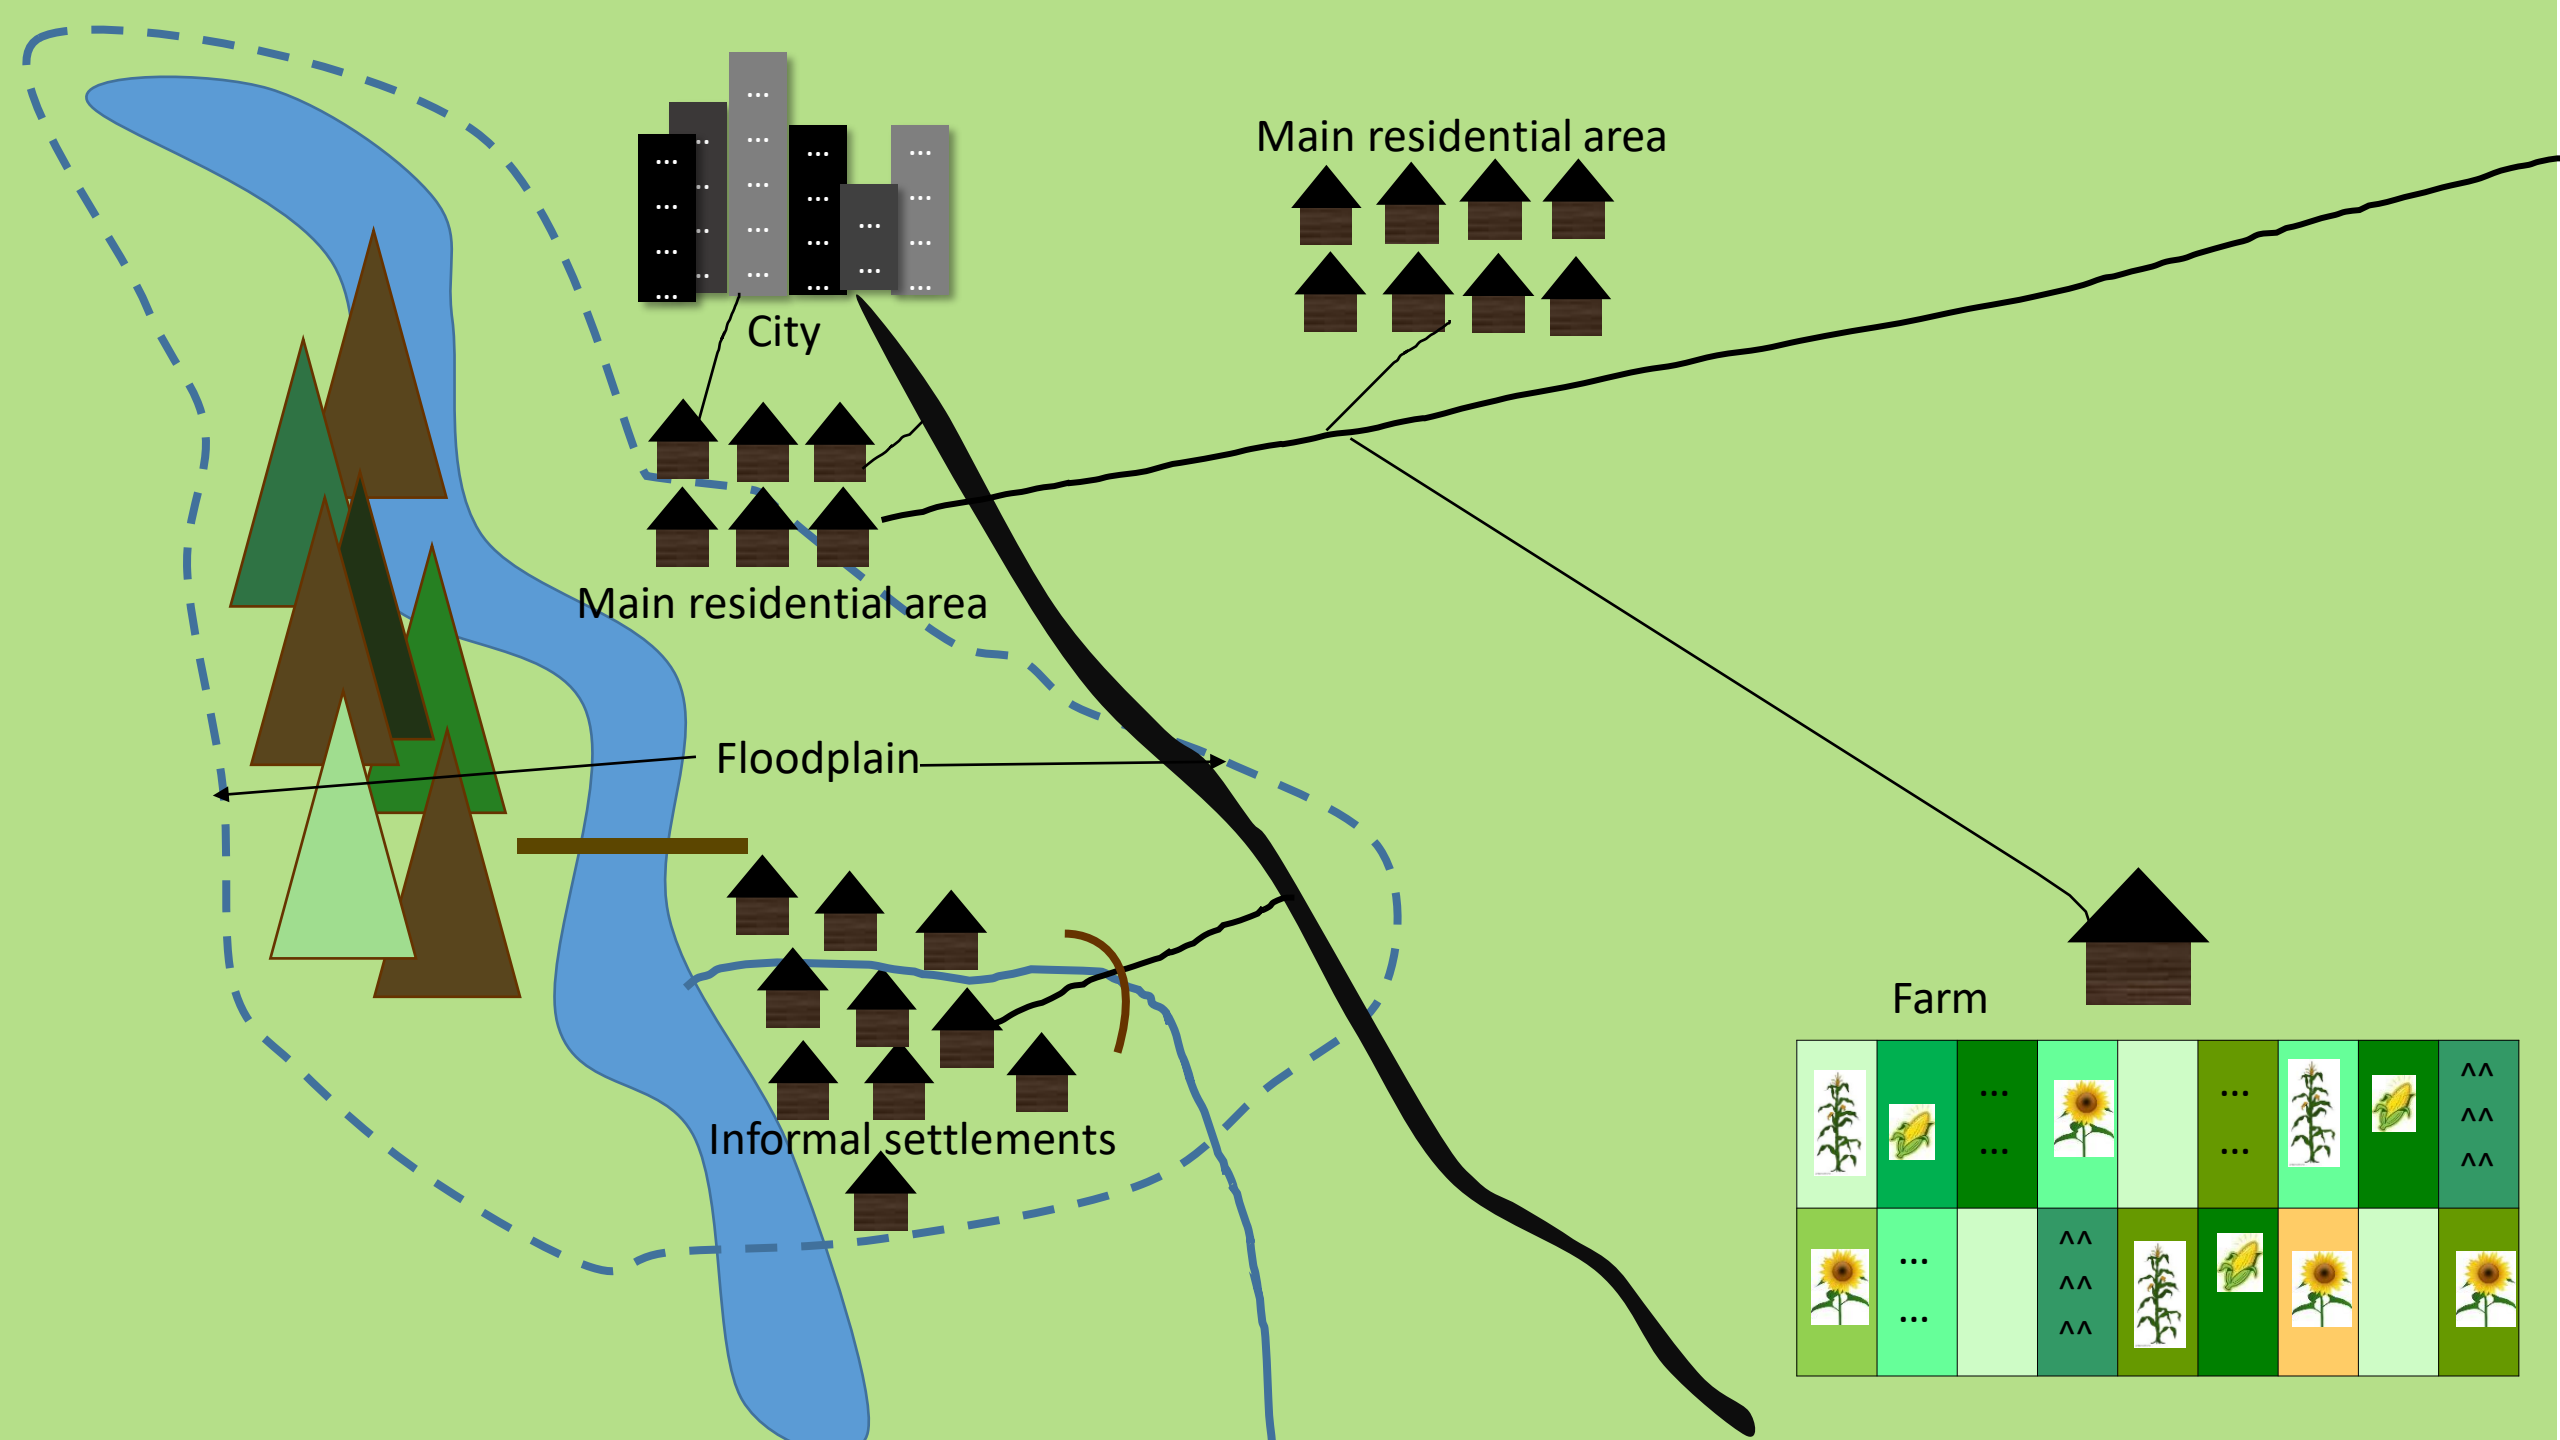 Main residential area
City
Main residential area
Floodplain
Farm
Informal settlements